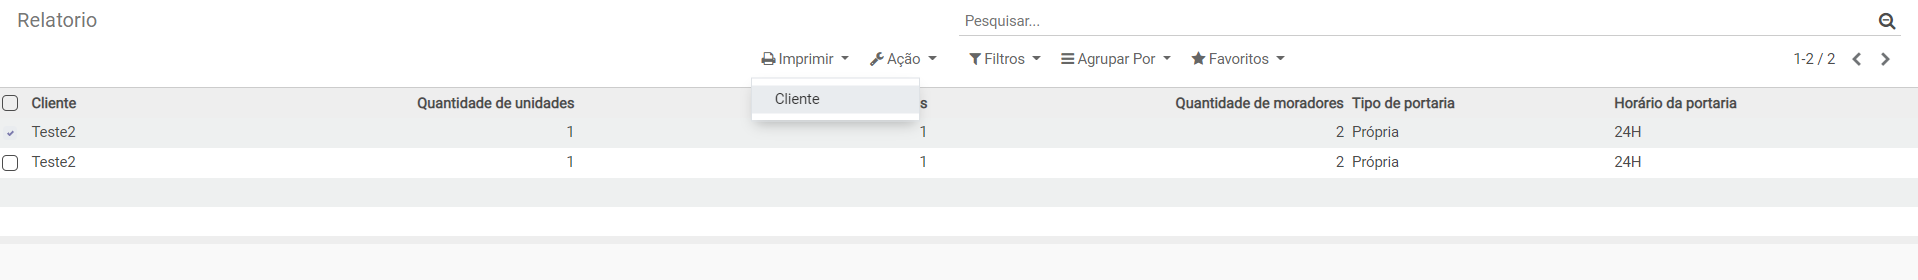 Relatorio
Pesquisar...
Imprimir Ação Filtros Agrupar Por Favoritos 1-2 / 2
Cliente
Cliente Quantidade de unidades s Quantidade de moradores Tipo de portaria Horário da portaria
Teste2 1 1 2 Própria 24H
Teste2 1 1 2 Própria 24H